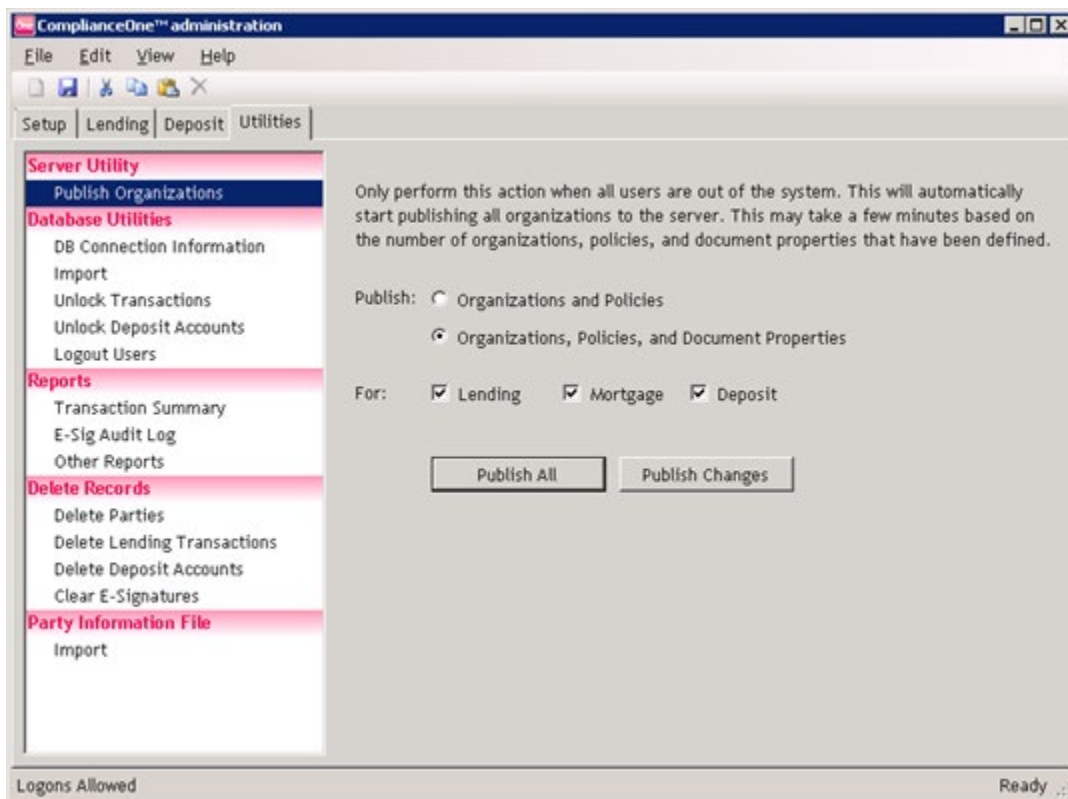 ComplianceOne™ administration
File Edit View Help
Setup Lending Deposit Utilities
Server Utility
Publish Organizations
Database Utilities
DB Connection Information
Import
Unlock Transactions
Unlock Deposit Accounts
Logout Users
Reports
Transaction Summary
E-Sig Audit Log
Other Reports
Delete Records
Delete Parties
Delete Lending Transactions
Delete Deposit Accounts
Clear E-Signatures
Party Information File
Import
Only perform this action when all users are out of the system. This will automatically
start publishing all organizations to the server. This may take a few minutes based on
the number of organizations, policies, and document properties that have been defined.
Publish: Organizations and Policies
Organizations, Policies, and Document Properties
For: Lending Mortgage Deposit
Publish All Publish Changes
Logons Allowed Ready